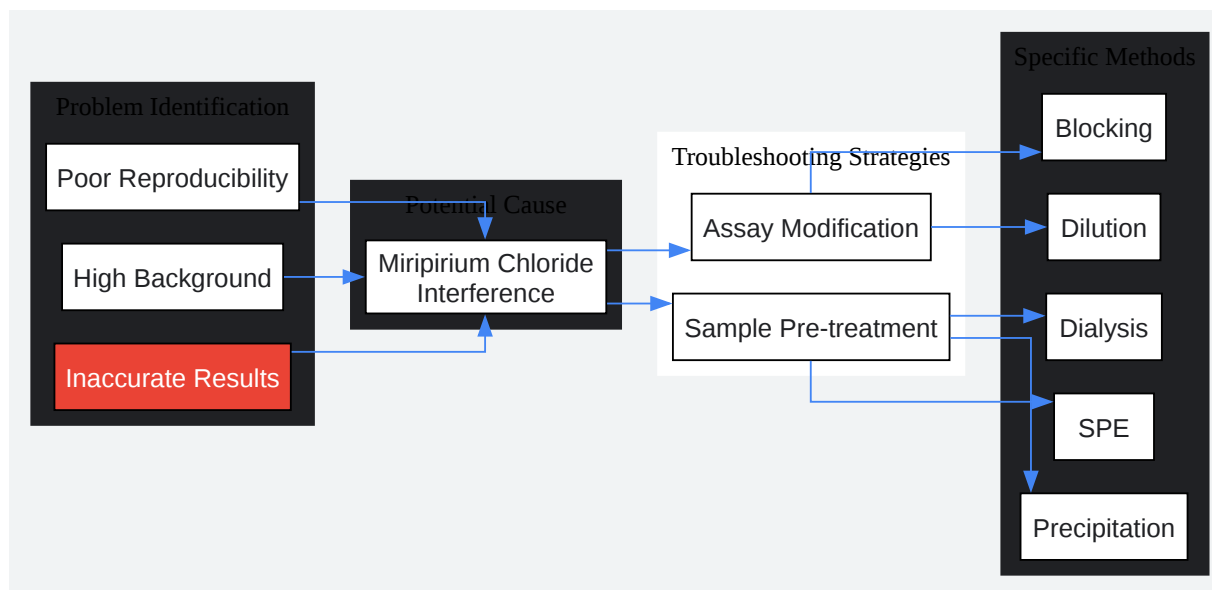 Problem Identification
Poor Reproducibility
High Background
Inaccurate Results
Potential Cause
Miripirium Chloride
Interference
Troubleshooting Strategies
Assay Modification
Sample Pre-treatment
Specific Methods
Blocking
Dilution
Dialysis
SPE
Precipitation